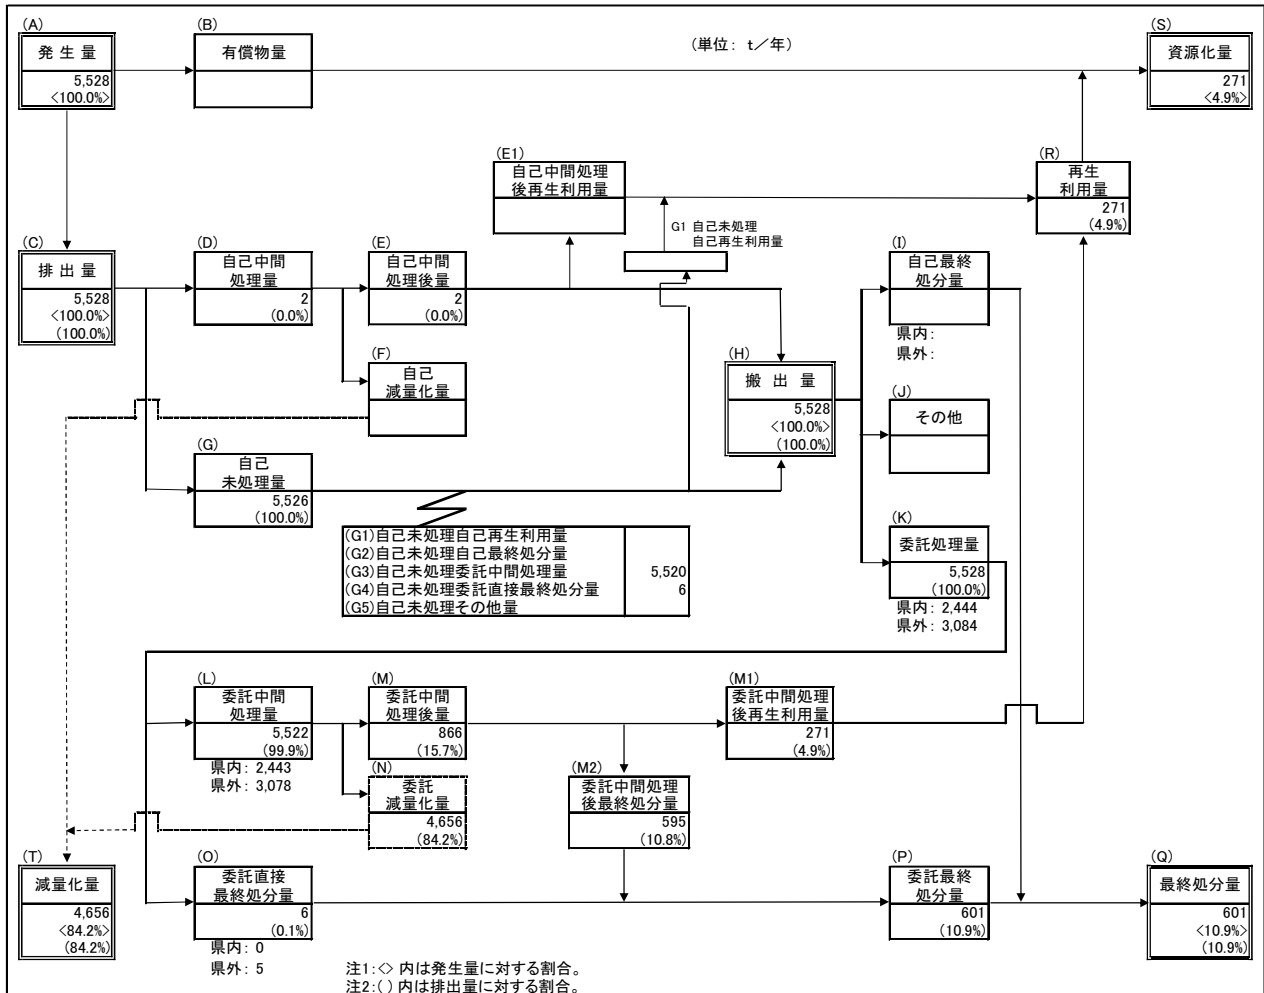 (A)
発生量
5,528
<100.0%>
(B)
有償物量
(単位： t／年)
(S)
資源化量
271
<4.9%>
(E1)
自己中間処理
後再生利用量
(R)
再生
利用量
271
(4.9%)
G1 自己未処理
自己再生利用量
(C)
排出量
5,528
<100.0%>
(100.0%)
(D)
自己中間
処理量
2
(0.0%)
(E)
自己中間
処理後量
2
(0.0%)
(I)
自己最終
処分量
県内：
県外：
(F)
自己
減量化量
(H)
搬出量
5,528
<100.0%>
(100.0%)
(J)
その他
(G)
自己
未処理量
5,526
(100.0%)
(G1)自己未処理自己再生利用量
(G2)自己未処理自己最終処分量
(G3)自己未処理委託中間処理量 5,520
(G4)自己未処理委託直接最終処分量 6
(G5)自己未処理その他量
(K)
委託処理量
5,528
(100.0%)
県内： 2,444
県外： 3,084
(L)
委託中間
処理量
5,522
(99.9%)
県内： 2,443
県外： 3,078
(M)
委託中間
処理後量
866
(15.7%)
(M1)
委託中間処理
後再生利用量
271
(4.9%)
(N)
委託
減量化量
4,656
(84.2%)
(M2)
委託中間処理
後最終処分量
595
(10.8%)
(T)
減量化量
4,656
<84.2%>
(84.2%)
(O)
委託直接
最終処分量
6
(0.1%)
県内： 0
県外： 5
(P)
委託最終
処分量
601
(10.9%)
(Q)
最終処分量
601
<10.9%>
(10.9%)
注1：<> 内は発生量に対する割合。
注2：( ) 内は排出量に対する割合。